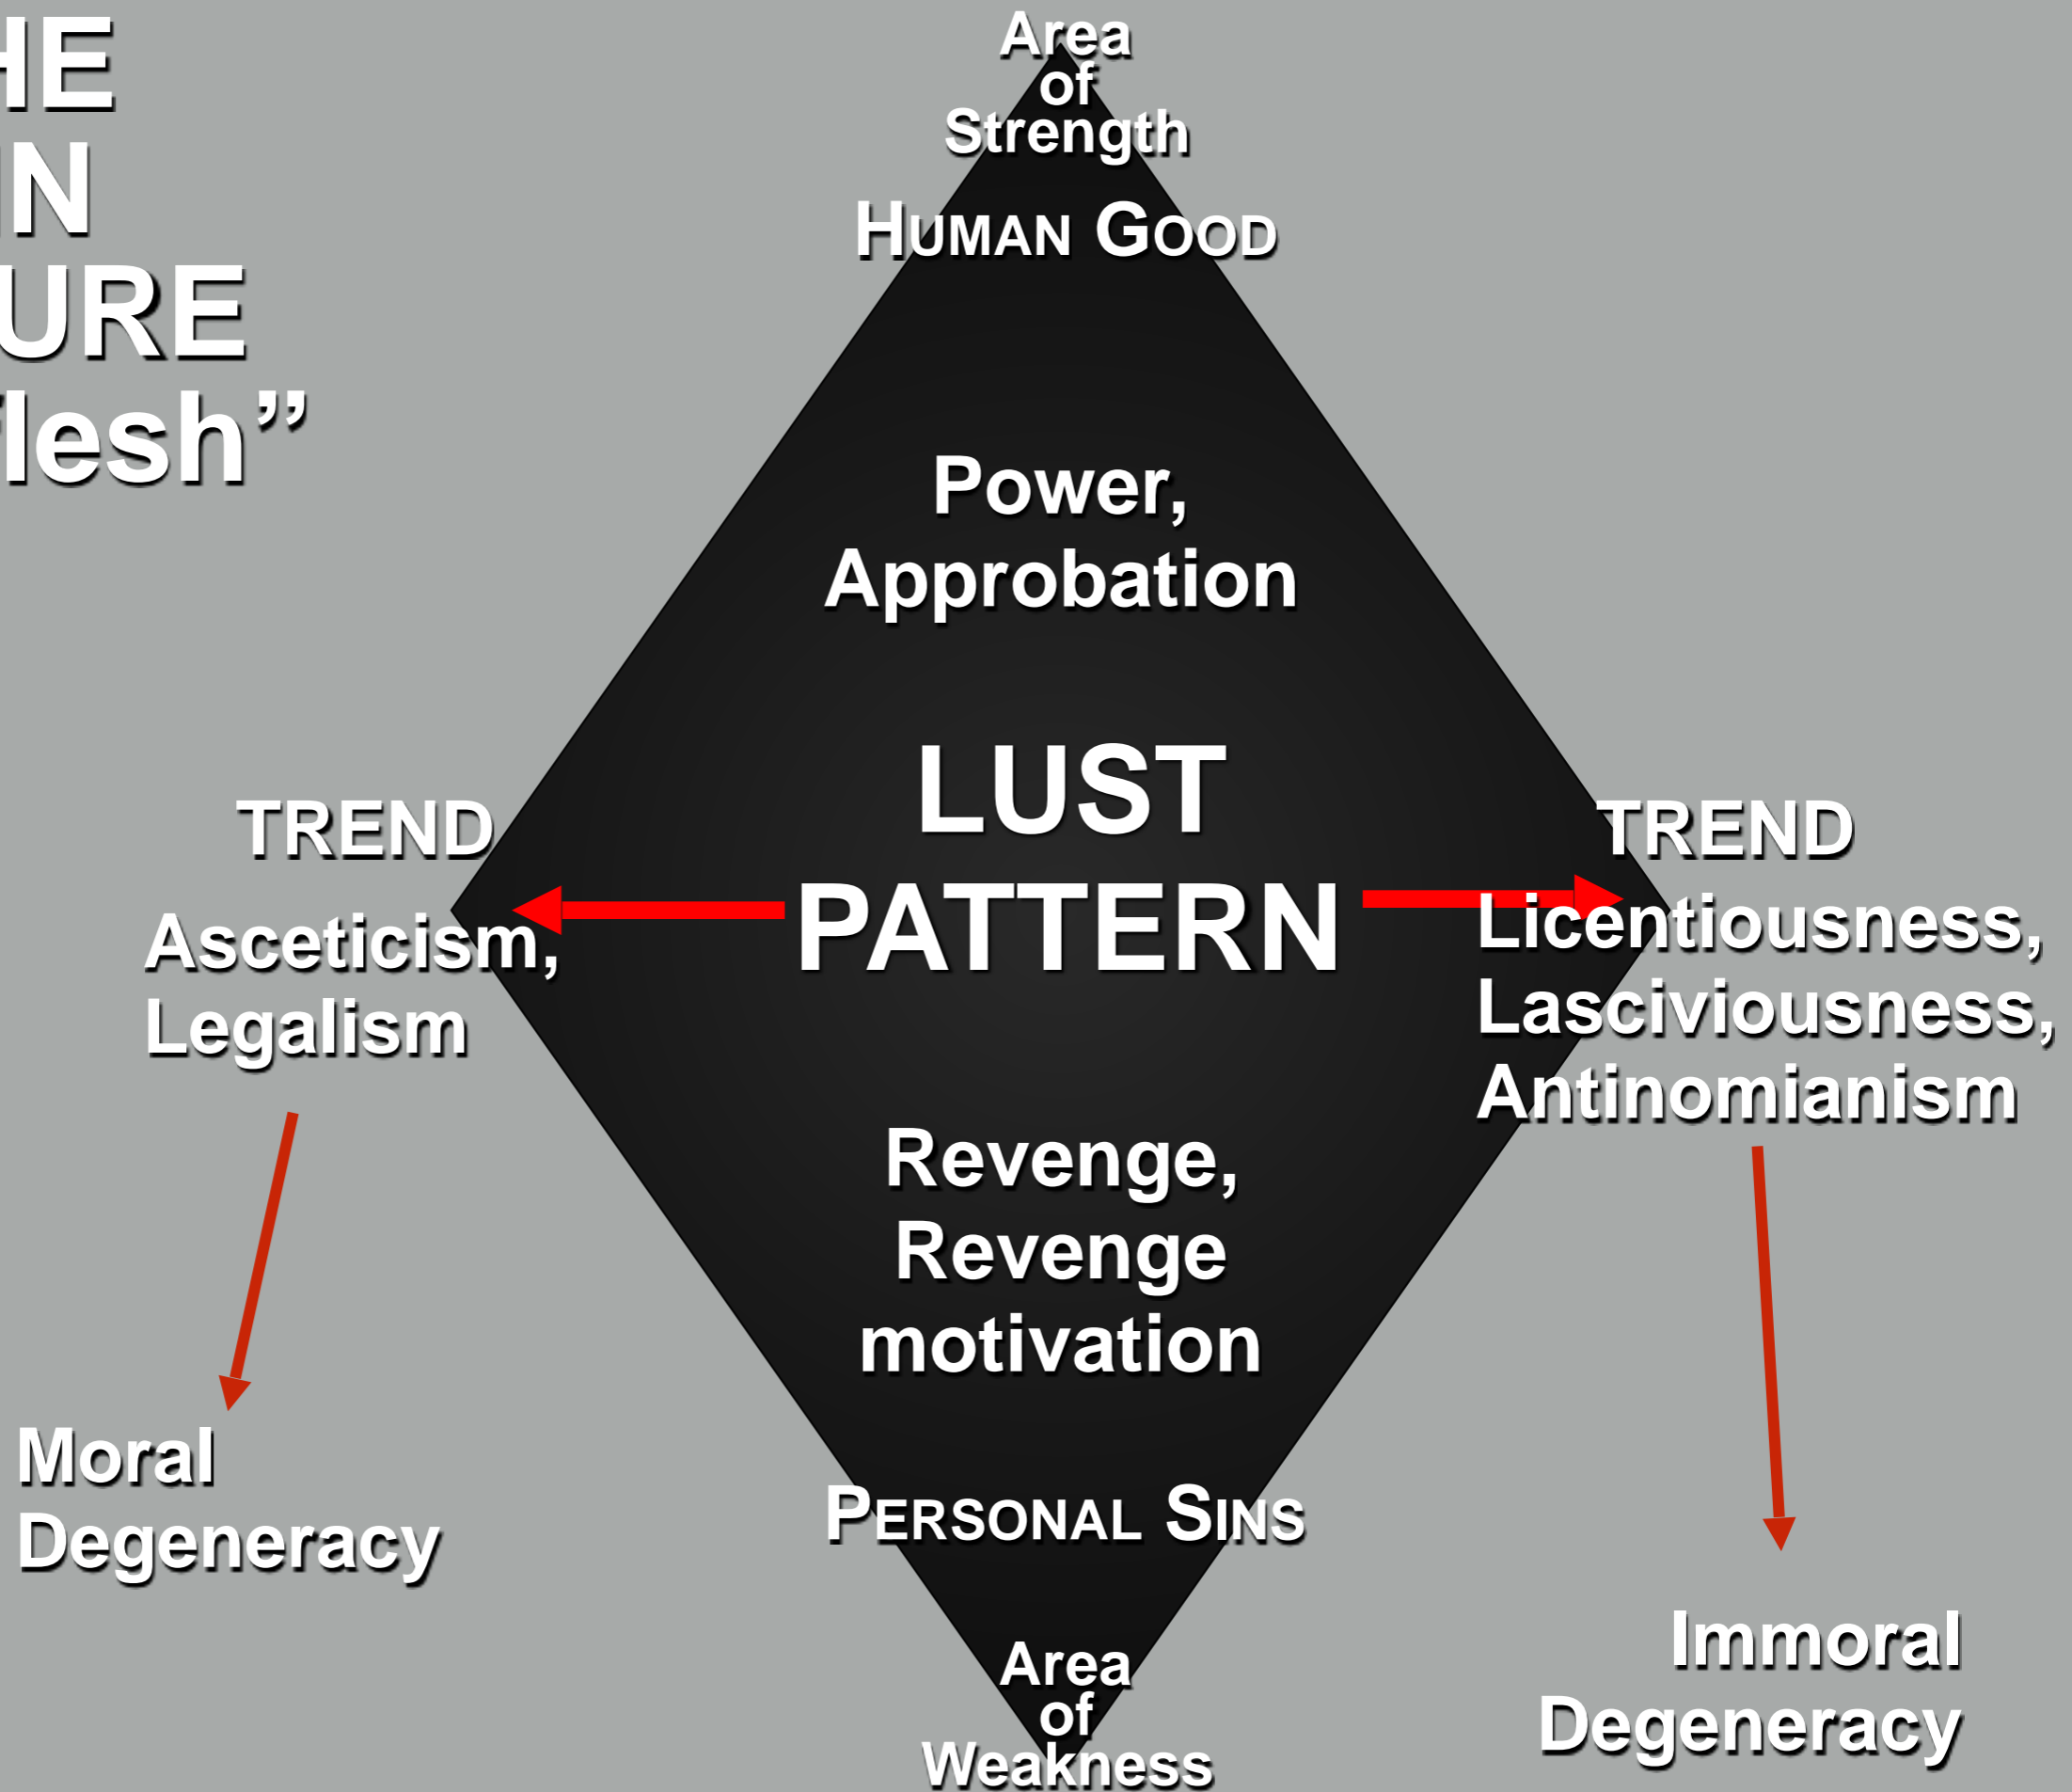 HE
IN
URE
lesh”
Area
of
Strength
HUMAN GOOD
Power,
Approbation
LUST
PATTERN
TREND
Asceticism,
Legalism
TREND
Licentiousness,
Lasciviousness,
Antinomianism
Revenge,
Revenge
motivation
Moral
Degeneracy
PERSONAL SINS
Immoral
Degeneracy
Area
of
Weakness